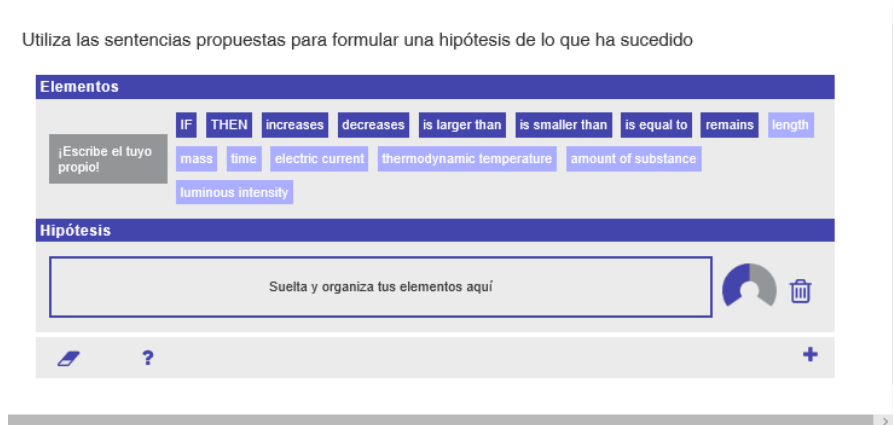 Utiliza las sentencias propuestas para formular una hipótesis de lo que ha sucedido
Elementos
¡Escribe el tuyo
propio!
IF THEN increases decreases is larger than is smaller than is equal to remains length
mass time electric current thermodynamic temperature amount of substance
luminous intensity
Hipótesis
Suelta y organiza tus elementos aquí
?